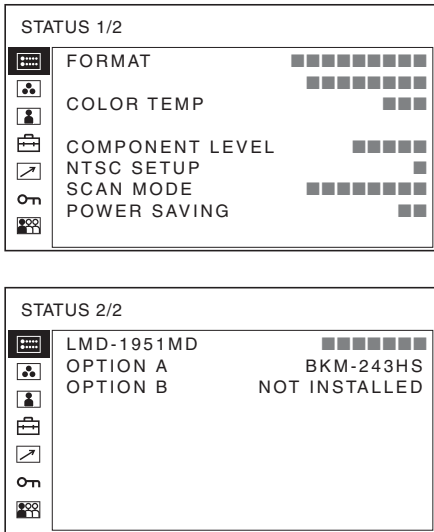 STATUS 1/2
FORMAT ■■■■■■■■■
■■■■■■■■
COLOR TEMP ■■■
COMPONENT LEVEL ■■■■■
NTSC SETUP ■
SCAN MODE ■■■■■■■■
POWER SAVING ■■
STATUS 2/2
LMD-1951MD ■■■■■■■
OPTION A BKM-243HS
OPTION B NOT INSTALLED